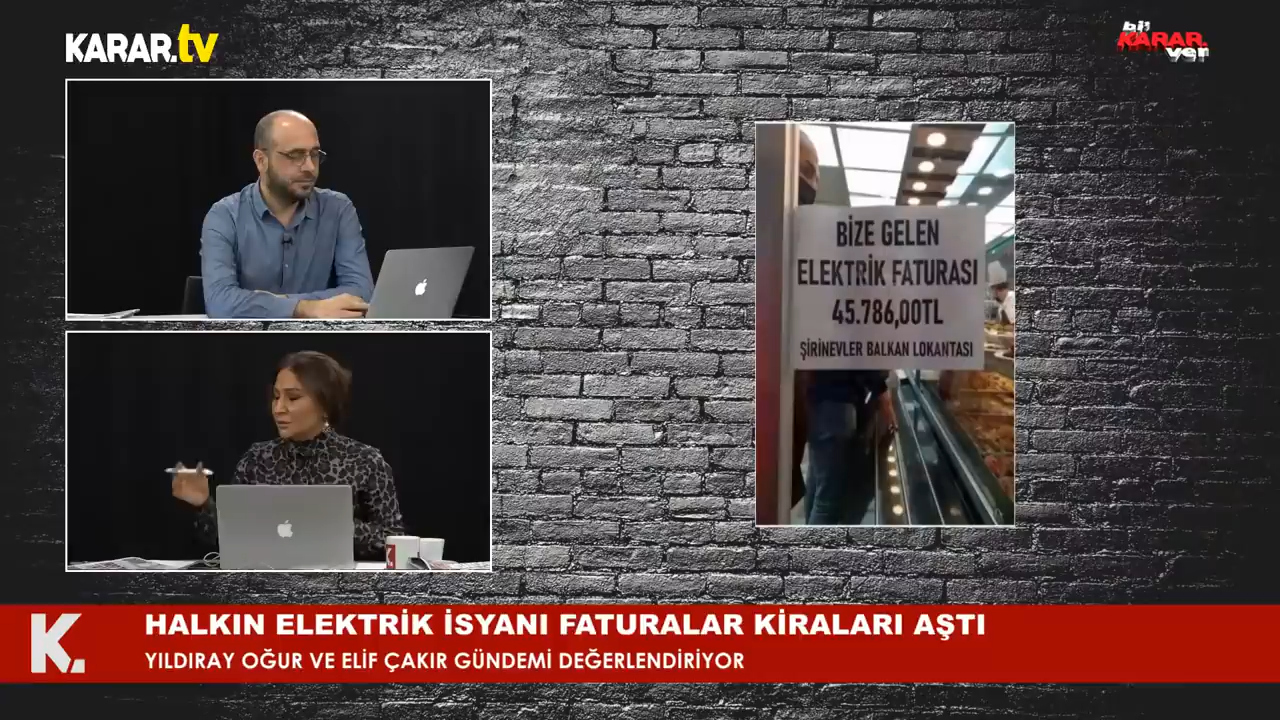 KARAR.tv
bi'
KARAR
ver
BİZE GELEN
ELEKTRİK FATURASI
45.786,00TL
ŞİRİNEVLER BALKAN LOKANTASI
K.
HALKIN ELEKTRİK İSYANI FATURALAR KİRALARI AŞTI
YILDIRAY OĞUR VE ELİF ÇAKIR GÜNDEMİ DEĞERLENDİRİYOR